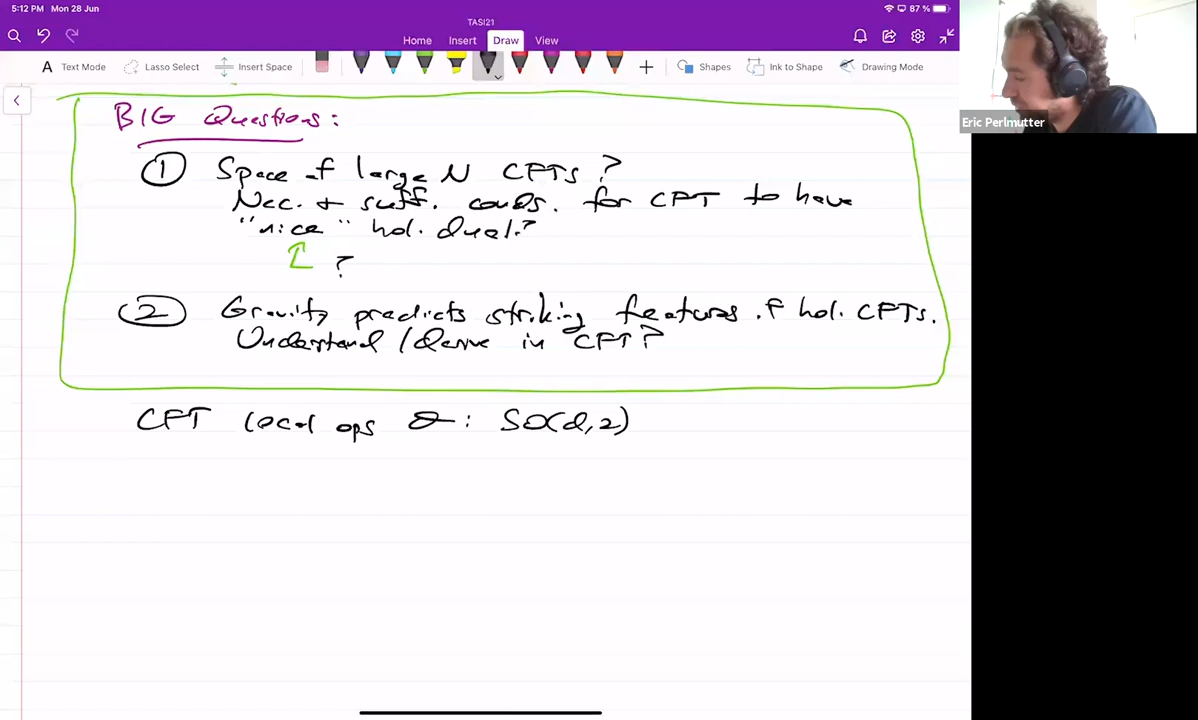 5:12 PM Mon 28 Jun
87 %
TASI21
Home Insert Draw View
A Text Mode Lasso Select Insert Space Shapes Ink to Shape Drawing Mode
Eric Perlmutter
BIG Questions:
① Space of large N CFTs?
Nec. + suff. conds. for CFT to have
"nice" hol. dual?
↑ ?
② Gravity predicts striking features of hol. CFTs.
Understand / derive in CFT?
CFT local ops O: SO(d,2)